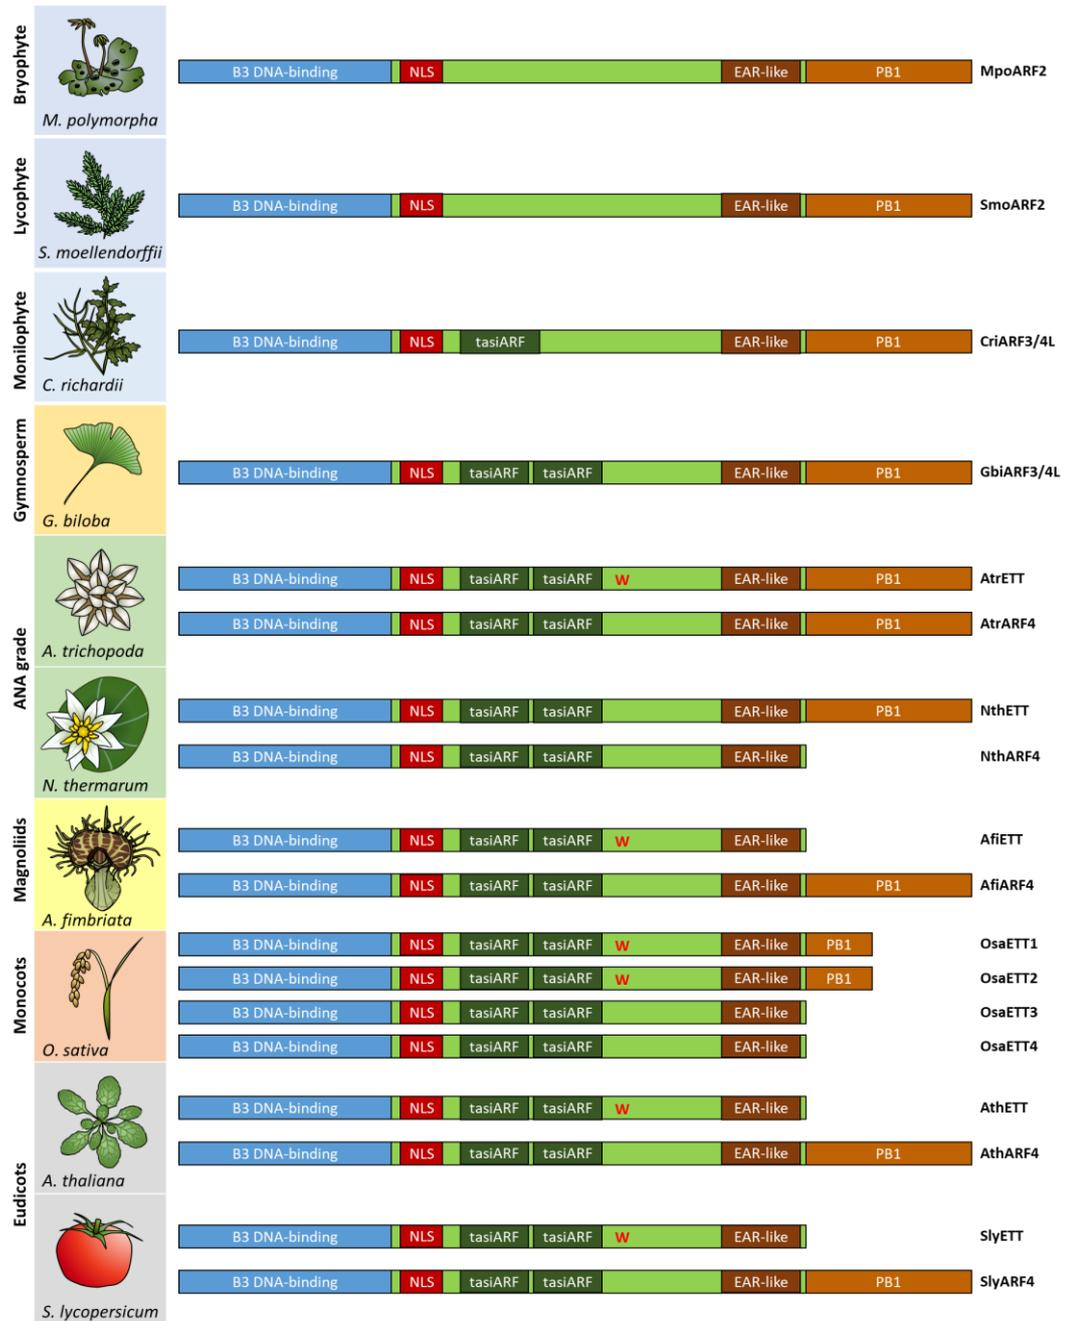 Bryophyte
M. polymorpha
B3 DNA-binding NLS EAR-like PB1 MpoARF2
Lycophyte
S. moellendorffii
B3 DNA-binding NLS EAR-like PB1 SmoARF2
Monilophyte
C. richardii
B3 DNA-binding NLS tasiARF EAR-like PB1 CriARF3/4L
Gymnosperm
G. biloba
B3 DNA-binding NLS tasiARF tasiARF EAR-like PB1 GbiARF3/4L
ANA grade
A. trichopoda
B3 DNA-binding NLS tasiARF tasiARF W EAR-like PB1 AtrETT
B3 DNA-binding NLS tasiARF tasiARF EAR-like PB1 AtrARF4
N. thermarum
B3 DNA-binding NLS tasiARF tasiARF EAR-like PB1 NthETT
B3 DNA-binding NLS tasiARF tasiARF EAR-like NthARF4
Magnoliids
A. fimbriata
B3 DNA-binding NLS tasiARF tasiARF W EAR-like AfiETT
B3 DNA-binding NLS tasiARF tasiARF EAR-like PB1 AfiARF4
Monocots
O. sativa
B3 DNA-binding NLS tasiARF tasiARF W EAR-like PB1 OsaETT1
B3 DNA-binding NLS tasiARF tasiARF W EAR-like PB1 OsaETT2
B3 DNA-binding NLS tasiARF tasiARF EAR-like OsaETT3
B3 DNA-binding NLS tasiARF tasiARF EAR-like OsaETT4
Eudicots
A. thaliana
B3 DNA-binding NLS tasiARF tasiARF W EAR-like AthETT
B3 DNA-binding NLS tasiARF tasiARF EAR-like PB1 AthARF4
S. lycopersicum
B3 DNA-binding NLS tasiARF tasiARF W EAR-like SlyETT
B3 DNA-binding NLS tasiARF tasiARF EAR-like PB1 SlyARF4